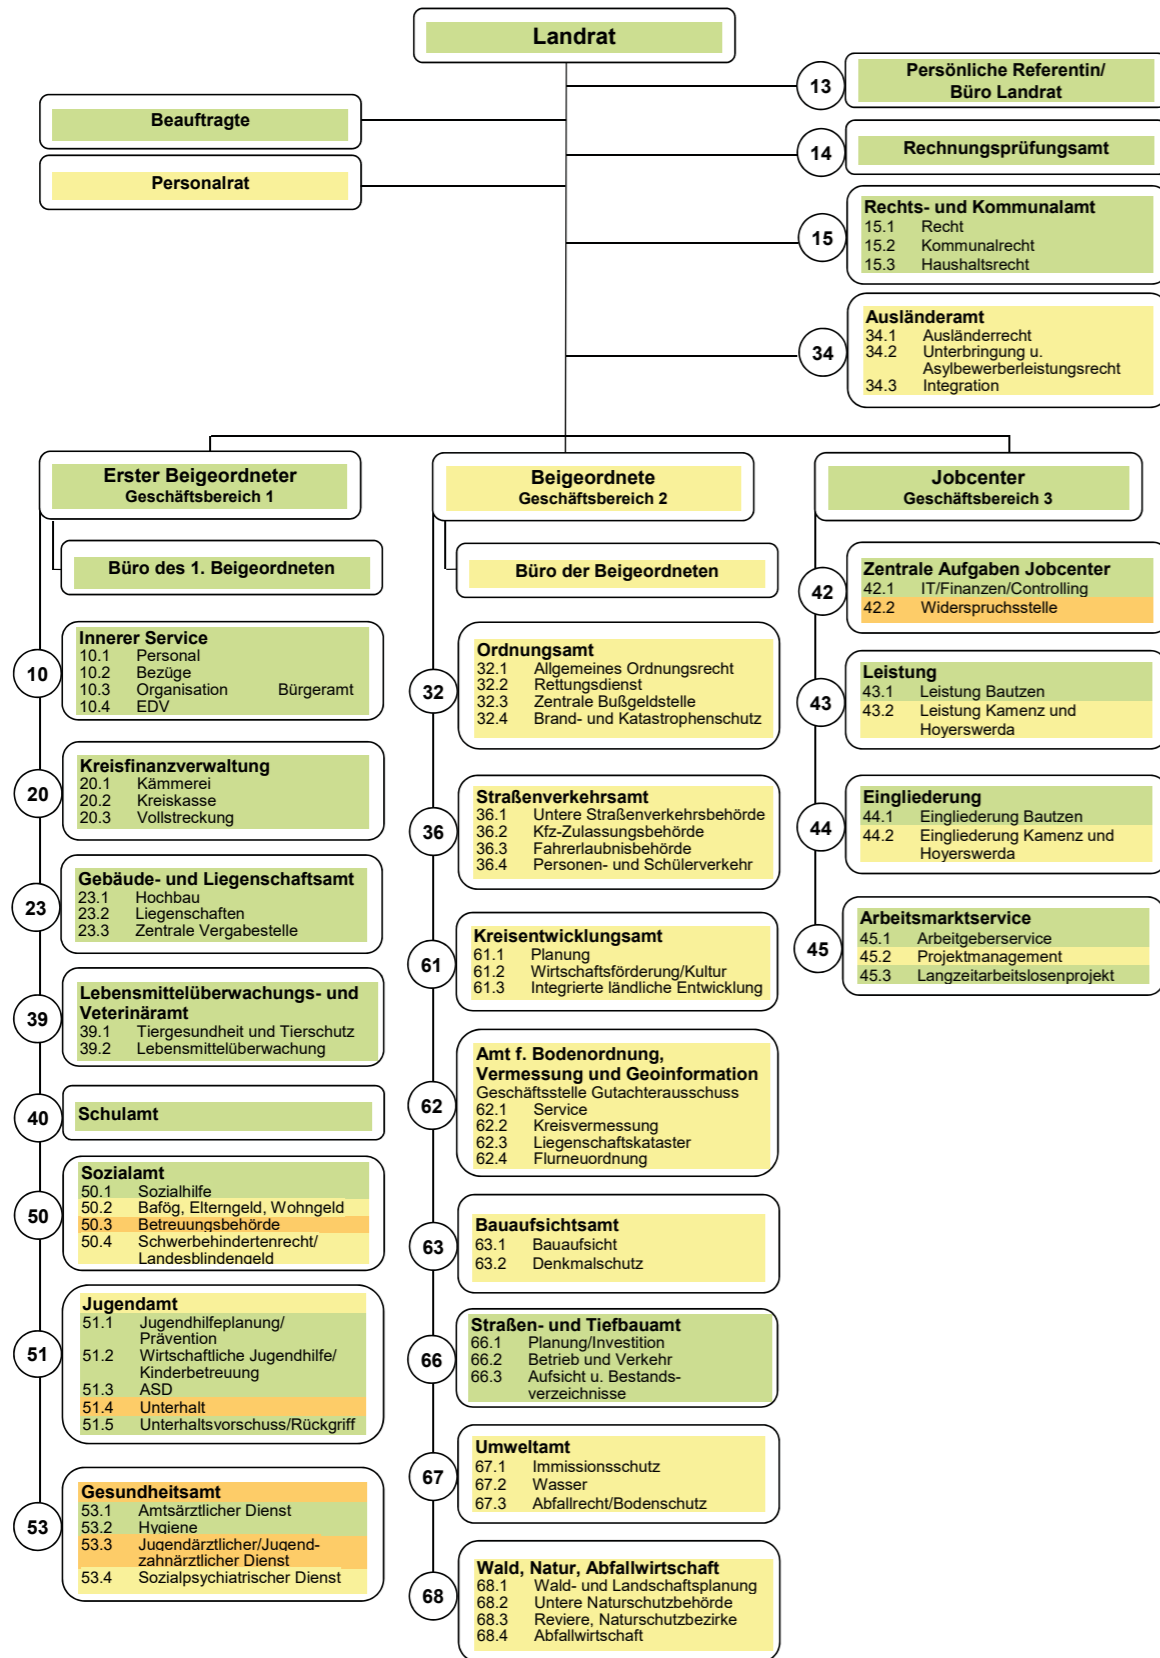 Landrat
13
Persönliche Referentin/
Büro Landrat
Beauftragte
14
Rechnungsprüfungsamt
Personalrat
15
Rechts- und Kommunalamt
15.1 Recht
15.2 Kommunalrecht
15.3 Haushaltsrecht
34
Ausländeramt
34.1 Ausländerrecht
34.2 Unterbringung u.
Asylbewerberleistungsrecht
34.3 Integration
Erster Beigeordneter
Geschäftsbereich 1
Büro des 1. Beigeordneten
10
Innerer Service
10.1 Personal
10.2 Bezüge
10.3 Organisation Bürgeramt
10.4 EDV
20
Kreisfinanzverwaltung
20.1 Kämmerei
20.2 Kreiskasse
20.3 Vollstreckung
23
Gebäude- und Liegenschaftsamt
23.1 Hochbau
23.2 Liegenschaften
23.3 Zentrale Vergabestelle
39
Lebensmittelüberwachungs- und
Veterinäramt
39.1 Tiergesundheit und Tierschutz
39.2 Lebensmittelüberwachung
40
Schulamt
50
Sozialamt
50.1 Sozialhilfe
50.2 Bafög, Elterngeld, Wohngeld
50.3 Betreuungsbehörde
50.4 Schwerbehindertenrecht/
Landesblindengeld
51
Jugendamt
51.1 Jugendhilfeplanung/
Prävention
51.2 Wirtschaftliche Jugendhilfe/
Kinderbetreuung
51.3 ASD
51.4 Unterhalt
51.5 Unterhaltsvorschuss/Rückgriff
53
Gesundheitsamt
53.1 Amtsärztlicher Dienst
53.2 Hygiene
53.3 Jugendärztlicher/Jugend-
zahnärztlicher Dienst
53.4 Sozialpsychiatrischer Dienst
Beigeordnete
Geschäftsbereich 2
Büro der Beigeordneten
32
Ordnungsamt
32.1 Allgemeines Ordnungsrecht
32.2 Rettungsdienst
32.3 Zentrale Bußgeldstelle
32.4 Brand- und Katastrophenschutz
36
Straßenverkehrsamt
36.1 Untere Straßenverkehrsbehörde
36.2 Kfz-Zulassungsbehörde
36.3 Fahrerlaubnisbehörde
36.4 Personen- und Schülerverkehr
61
Kreisentwicklungsamt
61.1 Planung
61.2 Wirtschaftsförderung/Kultur
61.3 Integrierte ländliche Entwicklung
62
Amt f. Bodenordnung,
Vermessung und Geoinformation
Geschäftsstelle Gutachterausschuss
62.1 Service
62.2 Kreisvermessung
62.3 Liegenschaftskataster
62.4 Flurneuordnung
63
Bauaufsichtsamt
63.1 Bauaufsicht
63.2 Denkmalschutz
66
Straßen- und Tiefbauamt
66.1 Planung/Investition
66.2 Betrieb und Verkehr
66.3 Aufsicht u. Bestands-
verzeichnisse
67
Umweltamt
67.1 Immissionsschutz
67.2 Wasser
67.3 Abfallrecht/Bodenschutz
68
Wald, Natur, Abfallwirtschaft
68.1 Wald- und Landschaftsplanung
68.2 Untere Naturschutzbehörde
68.3 Reviere, Naturschutzbezirke
68.4 Abfallwirtschaft
Jobcenter
Geschäftsbereich 3
42
Zentrale Aufgaben Jobcenter
42.1 IT/Finanzen/Controlling
42.2 Widerspruchsstelle
43
Leistung
43.1 Leistung Bautzen
43.2 Leistung Kamenz und
Hoyerswerda
44
Eingliederung
44.1 Eingliederung Bautzen
44.2 Eingliederung Kamenz und
Hoyerswerda
45
Arbeitsmarktservice
45.1 Arbeitgeberservice
45.2 Projektmanagement
45.3 Langzeitarbeitslosenprojekt